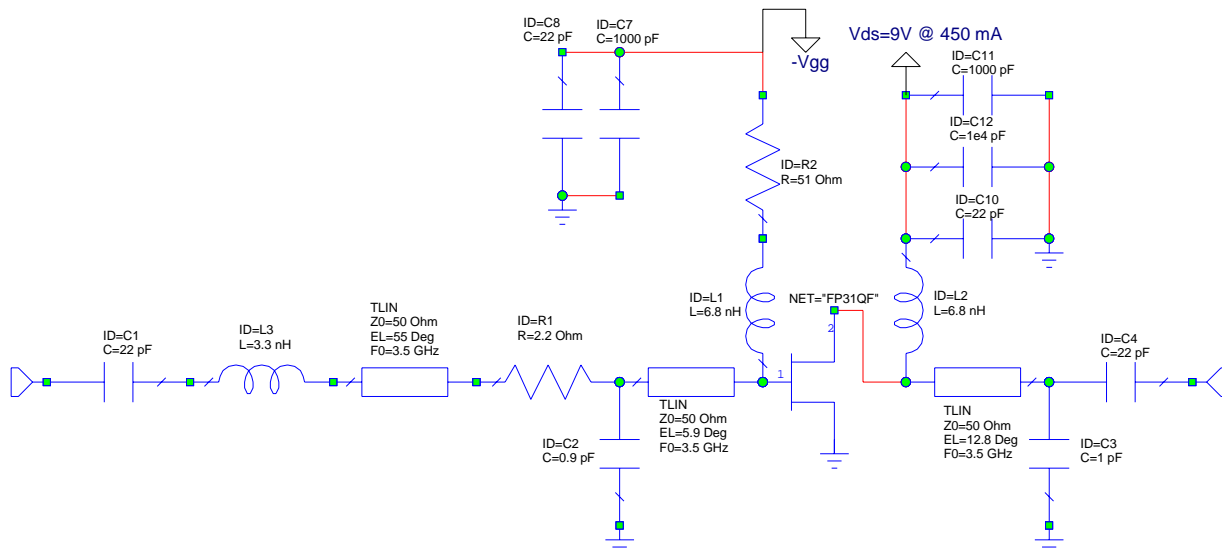 ID=C8
C=22 pF
ID=C7
C=1000 pF
-Vgg
Vds=9V @ 450 mA
ID=C11
C=1000 pF
ID=C12
C=1e4 pF
ID=C10
C=22 pF
ID=R2
R=51 Ohm
ID=L1
L=6.8 nH
NET="FP31QF"
ID=L2
L=6.8 nH
ID=C1
C=22 pF
ID=L3
L=3.3 nH
TLIN
Z0=50 Ohm
EL=55 Deg
F0=3.5 GHz
ID=R1
R=2.2 Ohm
1
2
ID=C4
C=22 pF
TLIN
Z0=50 Ohm
EL=5.9 Deg
F0=3.5 GHz
ID=C2
C=0.9 pF
TLIN
Z0=50 Ohm
EL=12.8 Deg
F0=3.5 GHz
ID=C3
C=1 pF